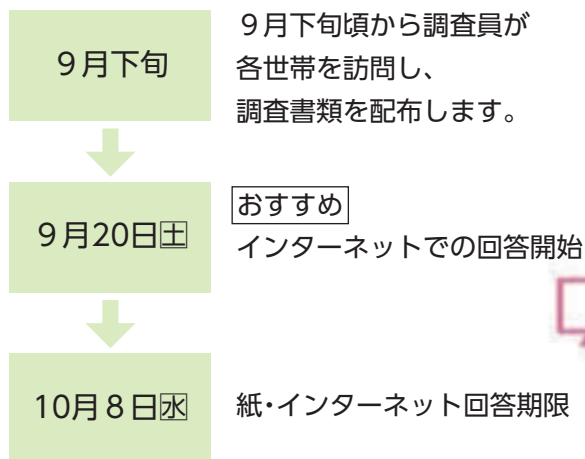 ９月下旬
９月下旬頃から調査員が
各世帯を訪問し、
調査書類を配布します。
９月20日土
おすすめ
インターネットでの回答開始
10月８日水
紙・インターネット回答期限